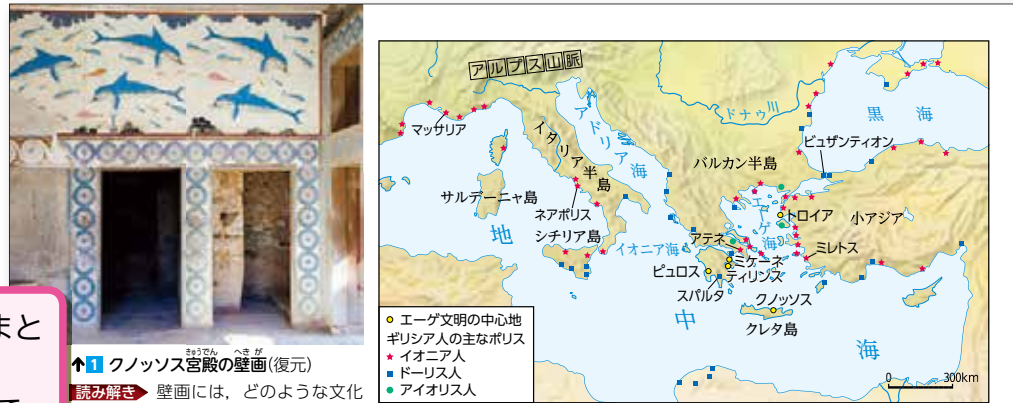 まと
↑1 クノッソス宮殿の壁画(復元)
きゅうでん へき が
読み解き 壁画には，どのような文化
アルプス山脈
ドナウ川
黒海
マッサリア
イタリア半島
アドリア海
ビュザンティオン
バルカン半島
サルデーニャ島
ネアポリス
エーゲ海
トロイア
小アジア
シチリア島
イオニア海
アテネ
ミケーネ
ミレトス
ピュロス
ティリンス
スパルタ
クノッソス
クレタ島
地中海
エーゲ文明の中心地
ギリシア人の主なポリス
イオニア人
ドーリス人
アイオリス人
0 300km